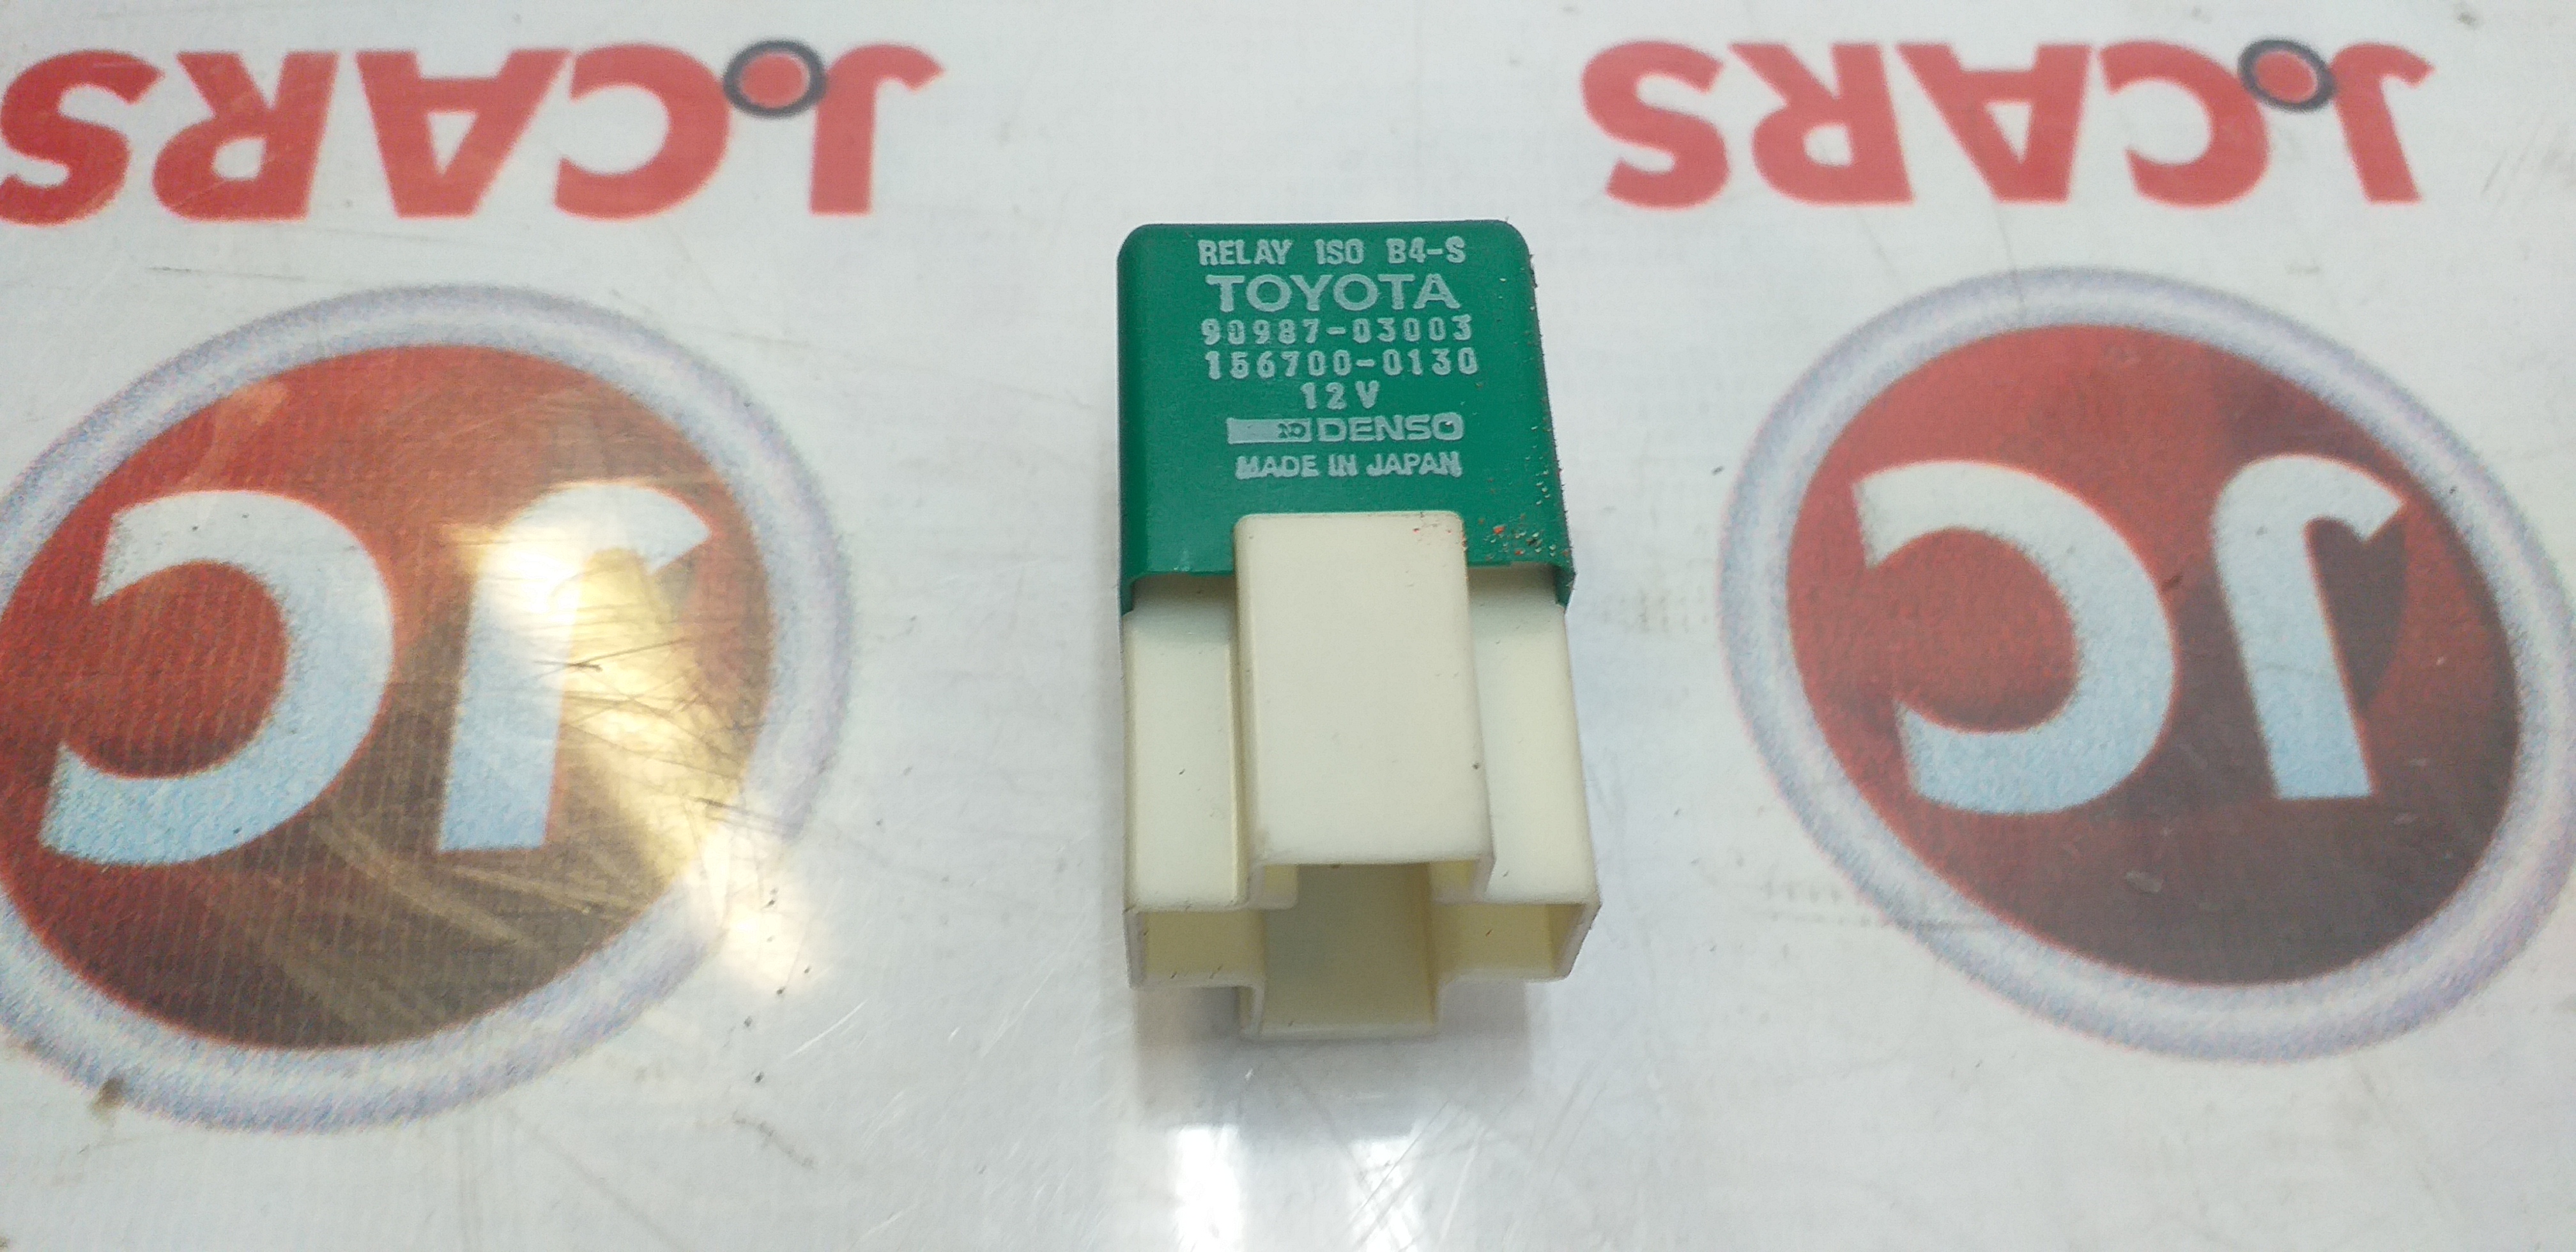 J.CARS
J.CARS
RELAY ISO B4-S
TOYOTA
90987-03003
156700-0130
12V
DENSO
MADE IN JAPAN
JC
JC